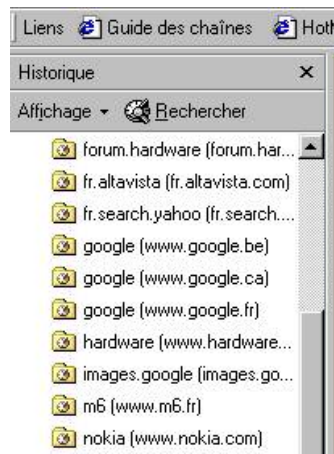 Liens Guide des chaînes Hot
Historique
Affichage Rechercher
forum.hardware (forum.har...
fr.altavista (fr.altavista.com)
fr.search.yahoo (fr.search....
google (www.google.be)
google (www.google.ca)
google (www.google.fr)
hardware (www.hardware...
images.google (images.go...
m6 (www.m6.fr)
nokia (www.nokia.com)